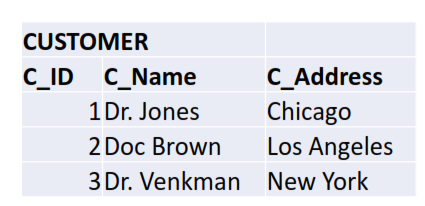 CUSTOMER
C_ID C_Name C_Address
1 Dr. Jones Chicago
2 Doc Brown Los Angeles
3 Dr. Venkman New York